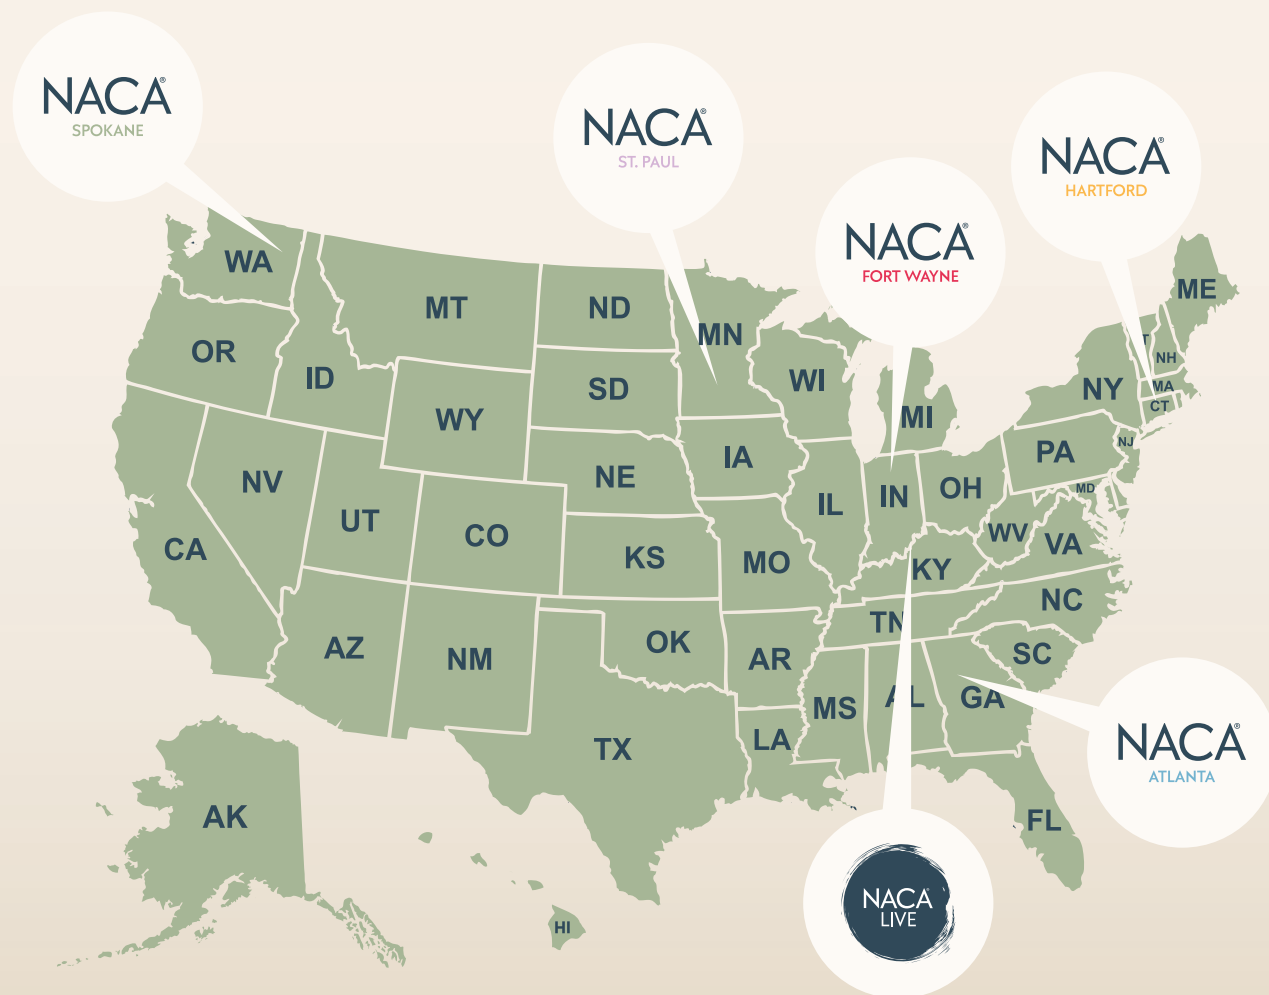 NACA®
SPOKANE
NACA®
ST. PAUL
NACA®
HARTFORD
NACA®
FORT WAYNE
WA
MT
ND
MN
ME
OR
ID
SD
WI
T
NH
WY
MI
NY
MA
CT
NV
NE
IA
PA
NJ
UT
CO
IL
IN
OH
MD
CA
KS
MO
WV
VA
KY
NC
AZ
NM
OK
AR
TN
SC
MS
AL
GA
TX
LA
NACA®
ATLANTA
AK
FL
HI
NACA
LIVE